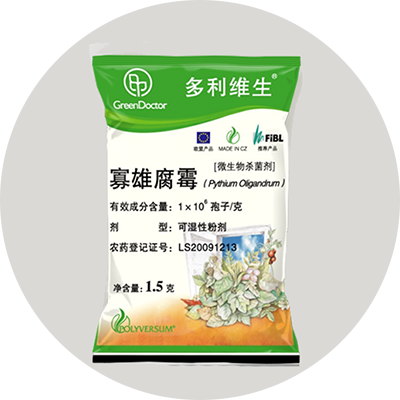 GreenDoctor
多利维生®
欧盟产品
MADE IN CZ
FiBL
推荐产品
[微生物杀菌剂]
寡雄腐霉
(Pythium Oligandrum)
有效成分含量：1×10⁶ 孢子/克
剂 型：可湿性粉剂
农药登记证号：LS20091213
净含量：1.5克
POLYVERSUM®